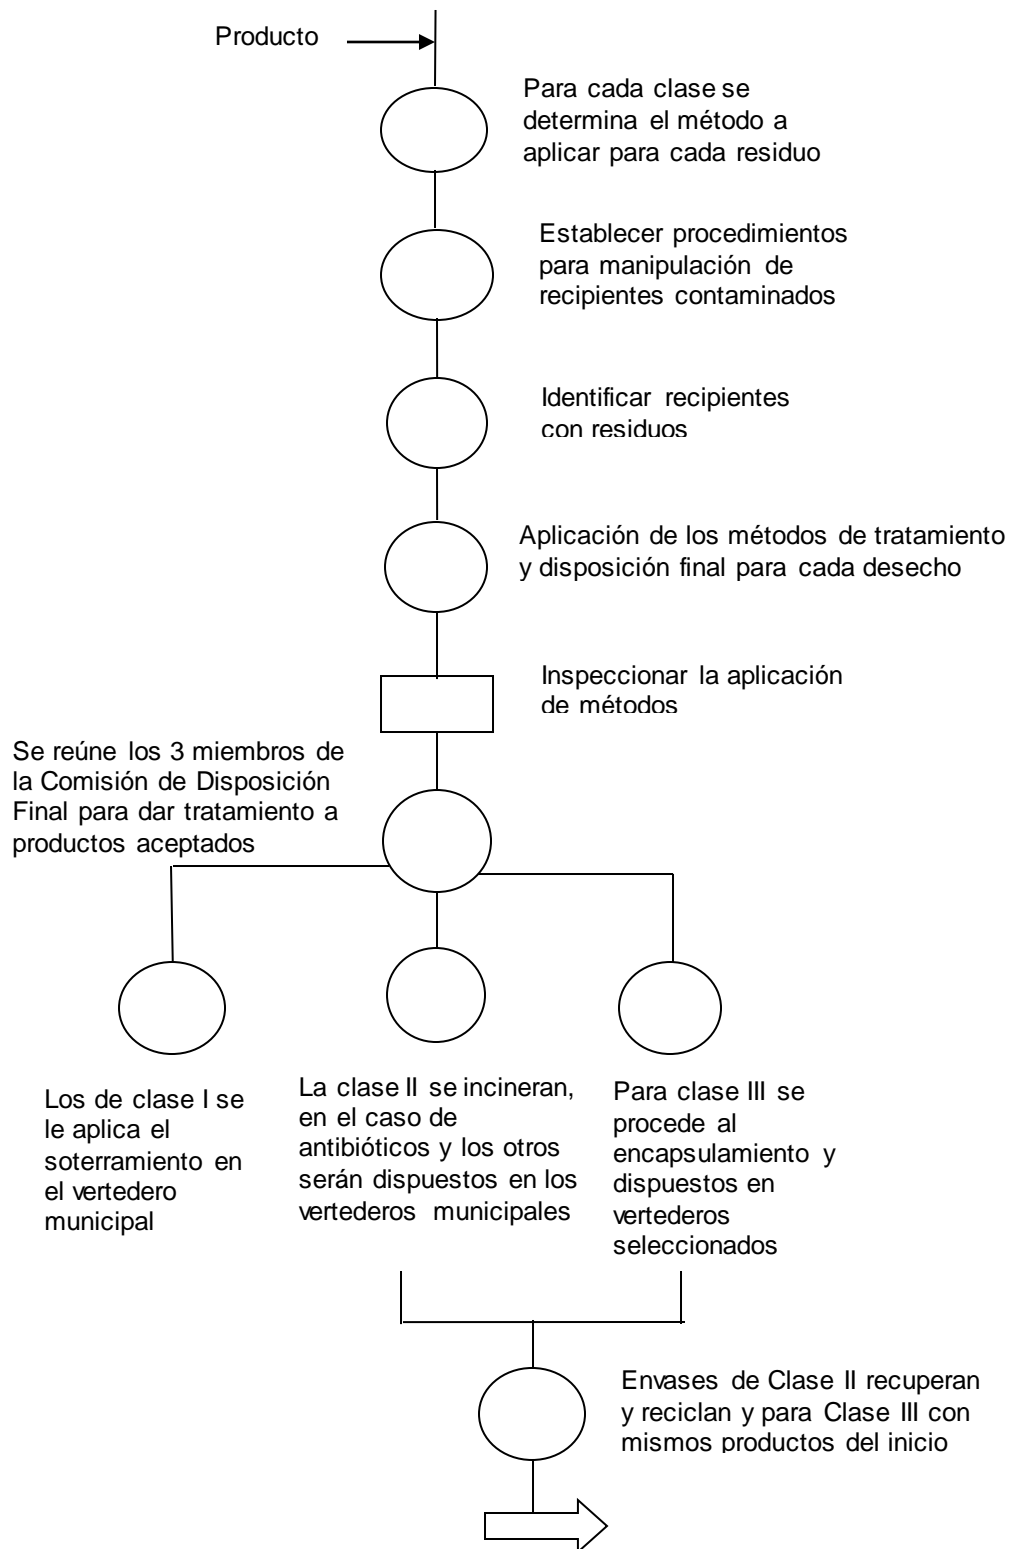 Producto
Para cada clase se
determina el método a
aplicar para cada residuo
Establecer procedimientos
para manipulación de
recipientes contaminados
Identificar recipientes
con residuos
Aplicación de los métodos de tratamiento
y disposición final para cada desecho
Inspeccionar la aplicación
de métodos
Se reúne los 3 miembros de
la Comisión de Disposición
Final para dar tratamiento a
productos aceptados
Los de clase I se
le aplica el
soterramiento en
el vertedero
municipal
La clase II se incineran,
en el caso de
antibióticos y los otros
serán dispuestos en los
vertederos municipales
Para clase III se
procede al
encapsulamiento y
dispuestos en
vertederos
seleccionados
Envases de Clase II recuperan
y reciclan y para Clase III con
mismos productos del inicio